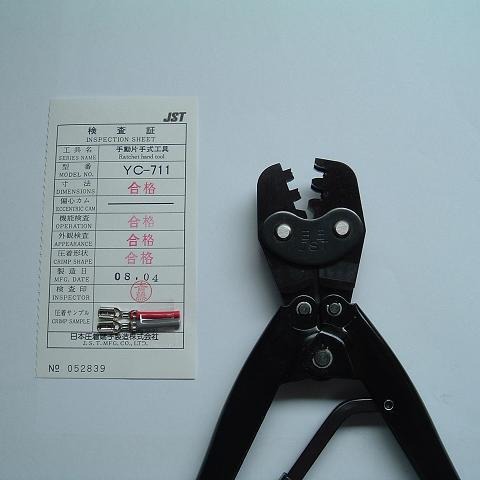 JST
検査証
INSPECTION SHEET
工具名 手動片手式工具
SERIES NAME Ratchet hand tool
型番 YC-711
MODEL NO.
寸法 合格
DIMENSIONS
偏心カム
ECCENTRIC CAM
機能検査 合格
OPERATION
外観検査 合格
APPEARANCE
圧着形状 合格
CRIMP SHAPE
製造日 08.04
MFG. DATE
検査印
INSPECTOR
圧着サンプル
CRIMP SAMPLE
日本圧着端子製造株式会社
J.S.T.MFG.CO.,LTD.
№ 052839
JST